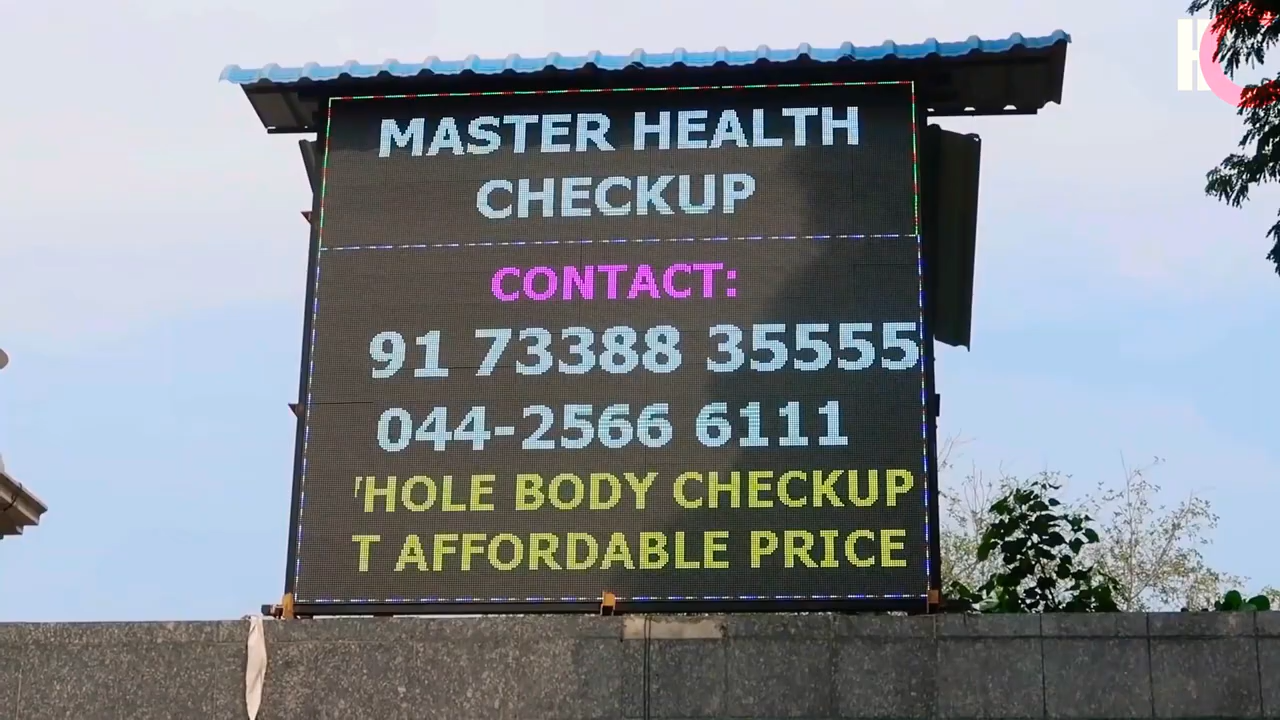 MASTER HEALTH
CHECKUP
CONTACT:
91 73388 35555
044-2566 6111
HOLE BODY CHECKUP
T AFFORDABLE PRICE